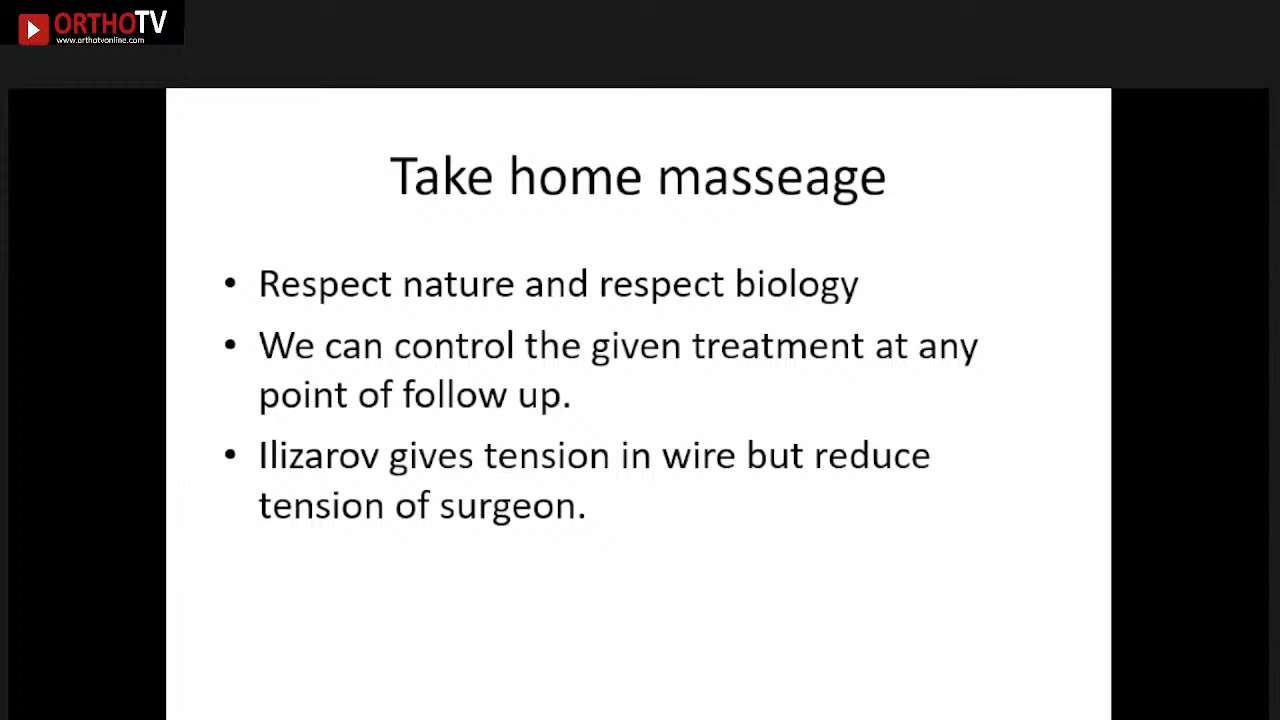 ORTHOTV
www.orthotvonline.com
Take home masseage
• Respect nature and respect biology
• We can control the given treatment at any
point of follow up.
• Ilizarov gives tension in wire but reduce
tension of surgeon.